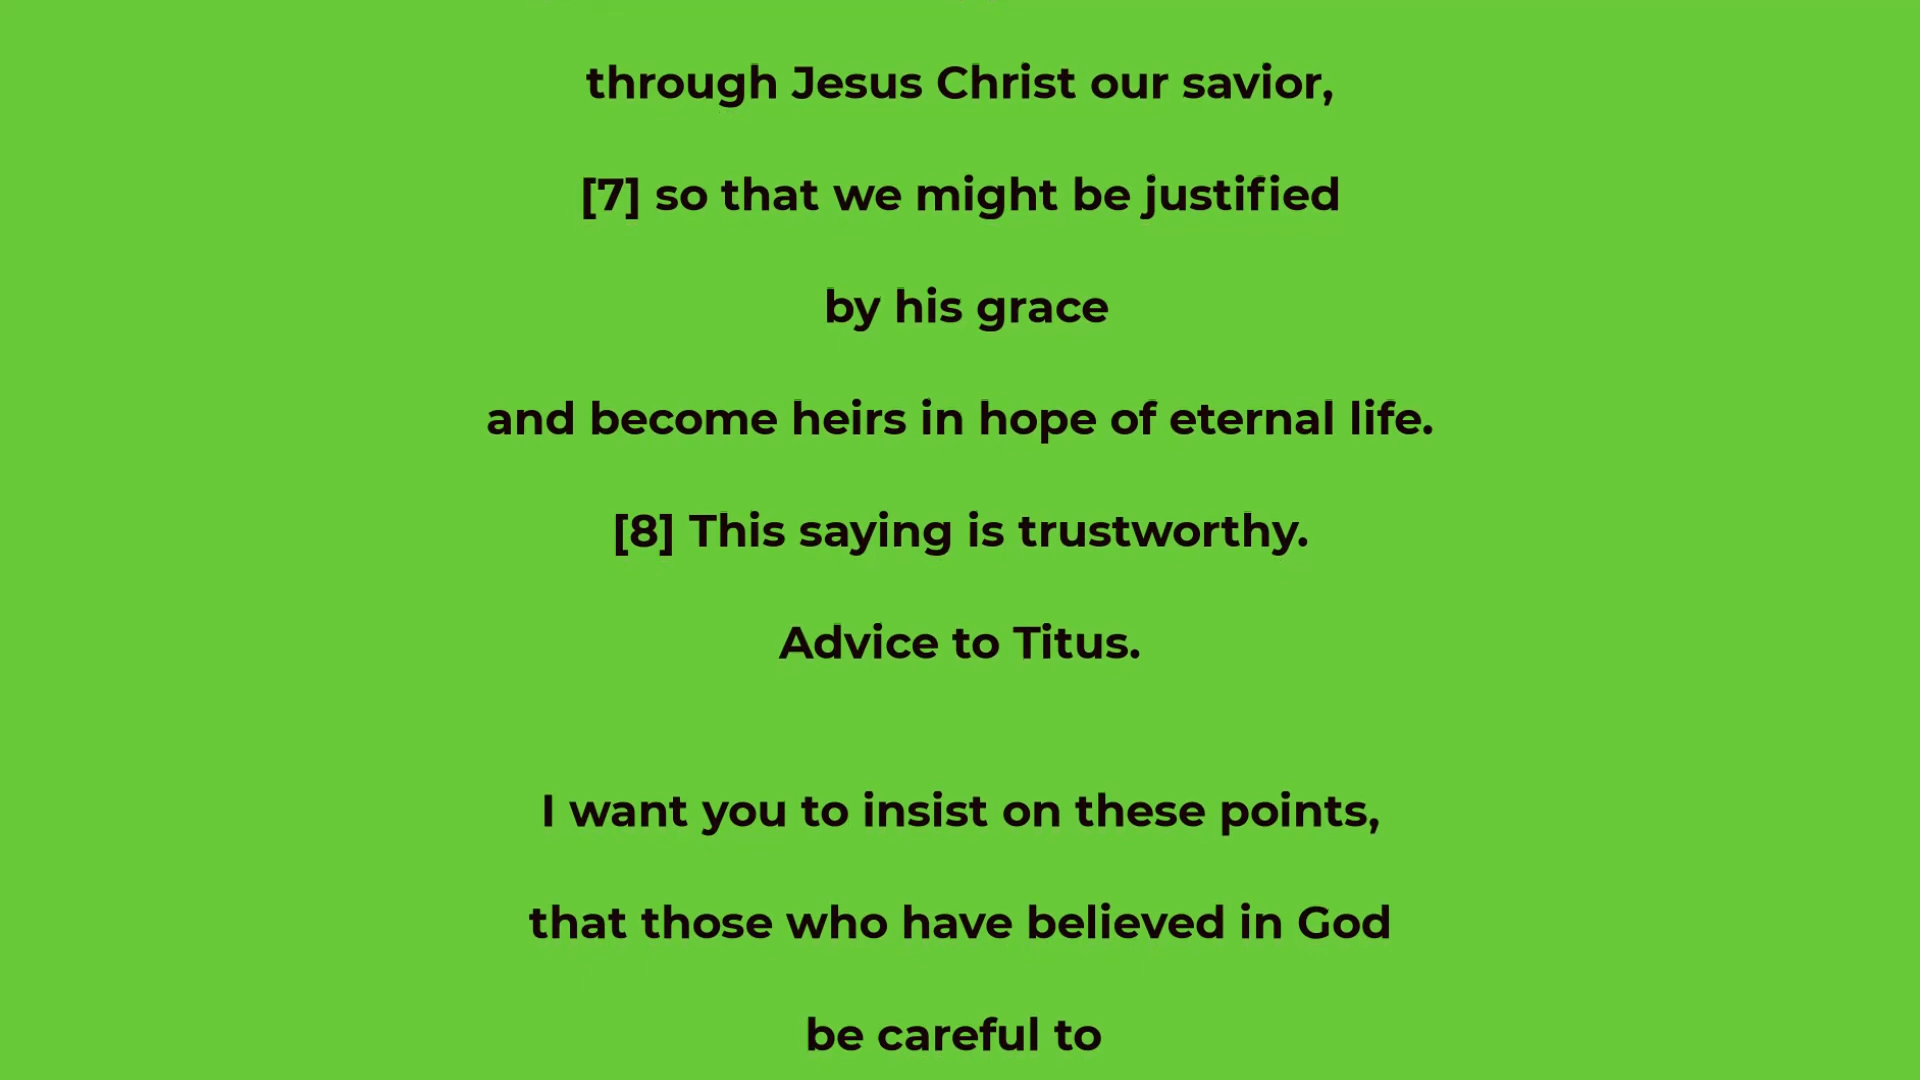 through Jesus Christ our savior,
[7] so that we might be justified
by his grace
and become heirs in hope of eternal life.
[8] This saying is trustworthy.
Advice to Titus.
I want you to insist on these points,
that those who have believed in God
be careful to